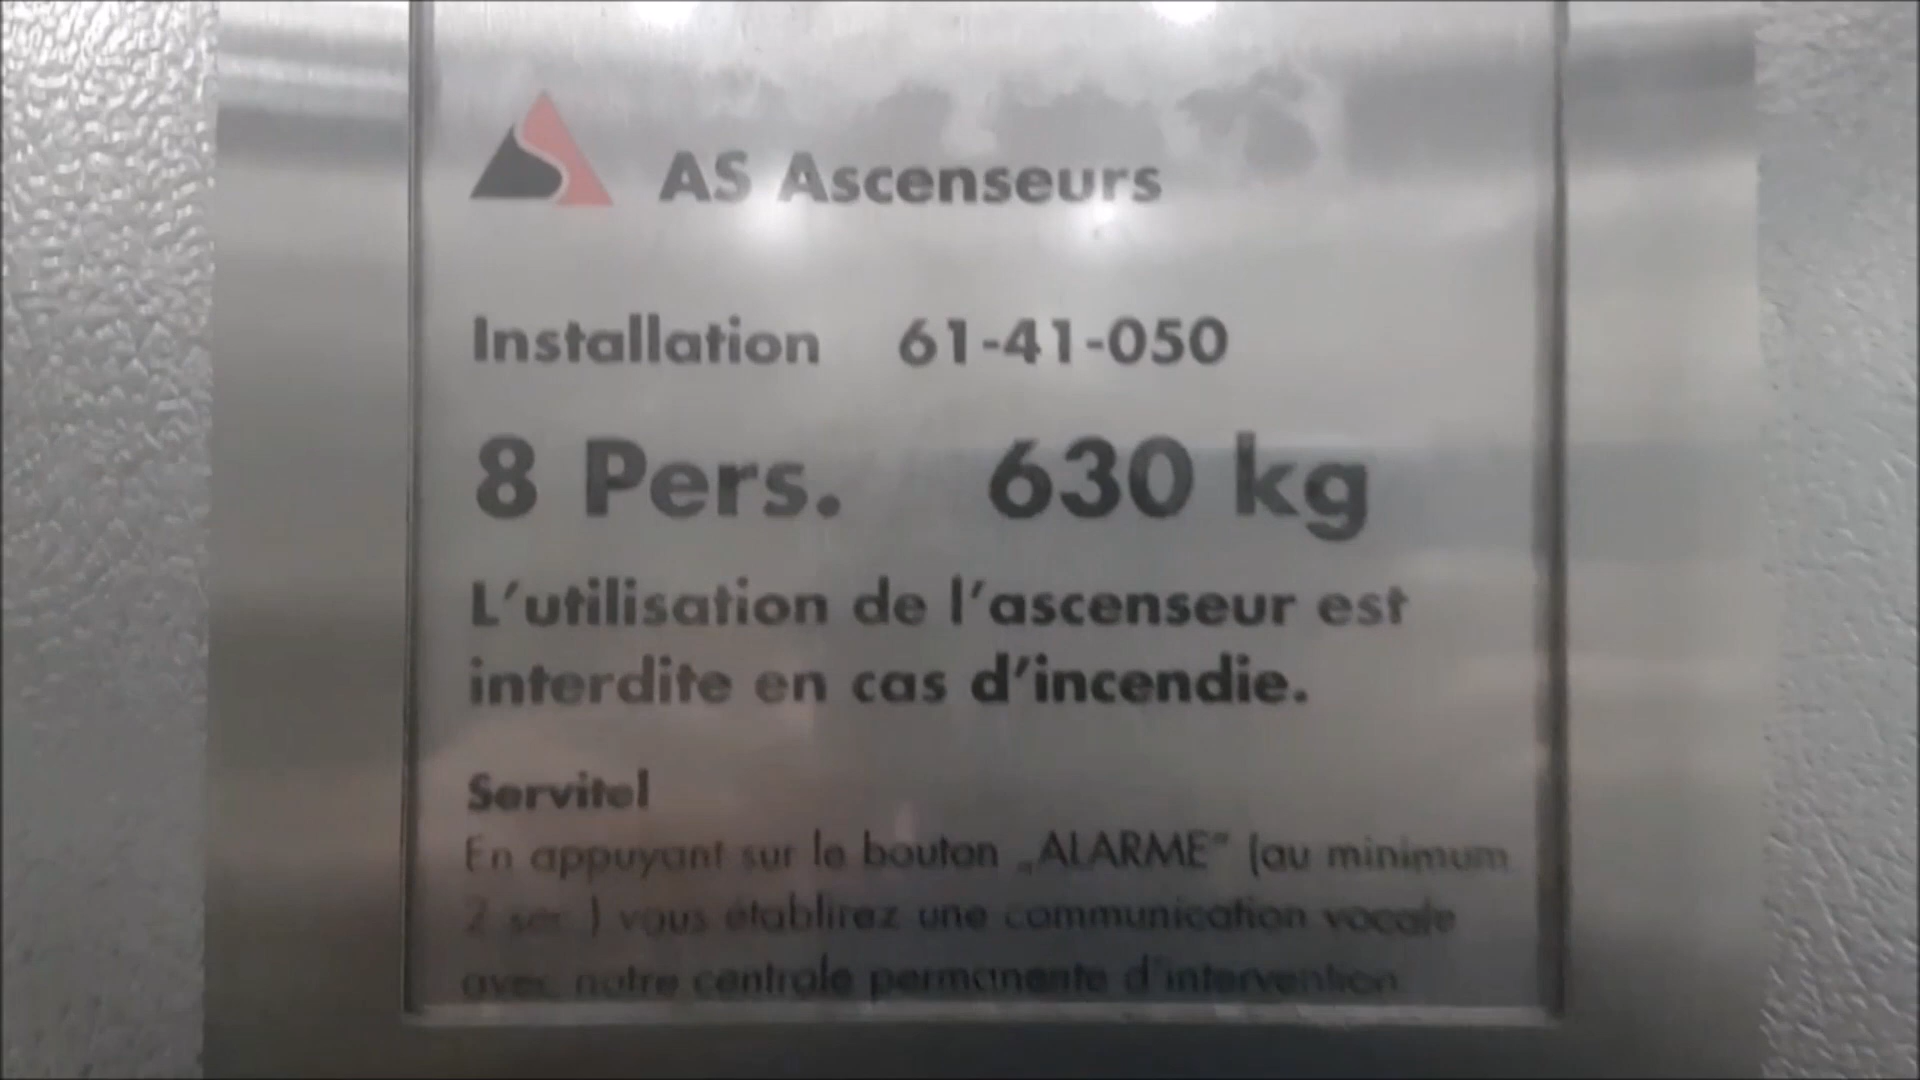 AS Ascenseurs
Installation 61-41-050
8 Pers. 630 kg
L'utilisation de l'ascenseur est
interdite en cas d'incendie.
Servitel
En appuyant sur le bouton „ALARME" (au minimum
2 sec.) vous établirez une communication vocale
avec notre centrale permanente d'intervention